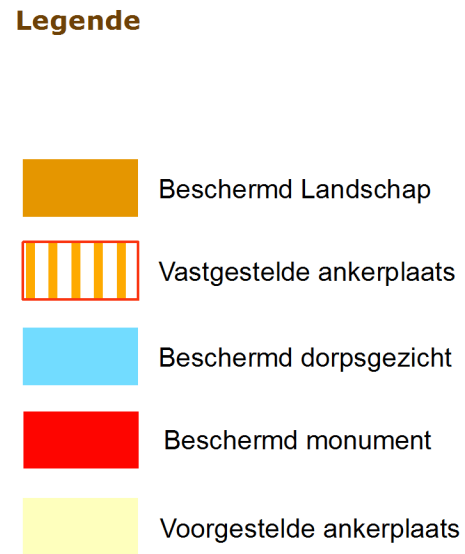 Legende
Beschermd Landschap
Vastgestelde ankerplaats
Beschermd dorpsgezicht
Beschermd monument
Voorgestelde ankerplaats